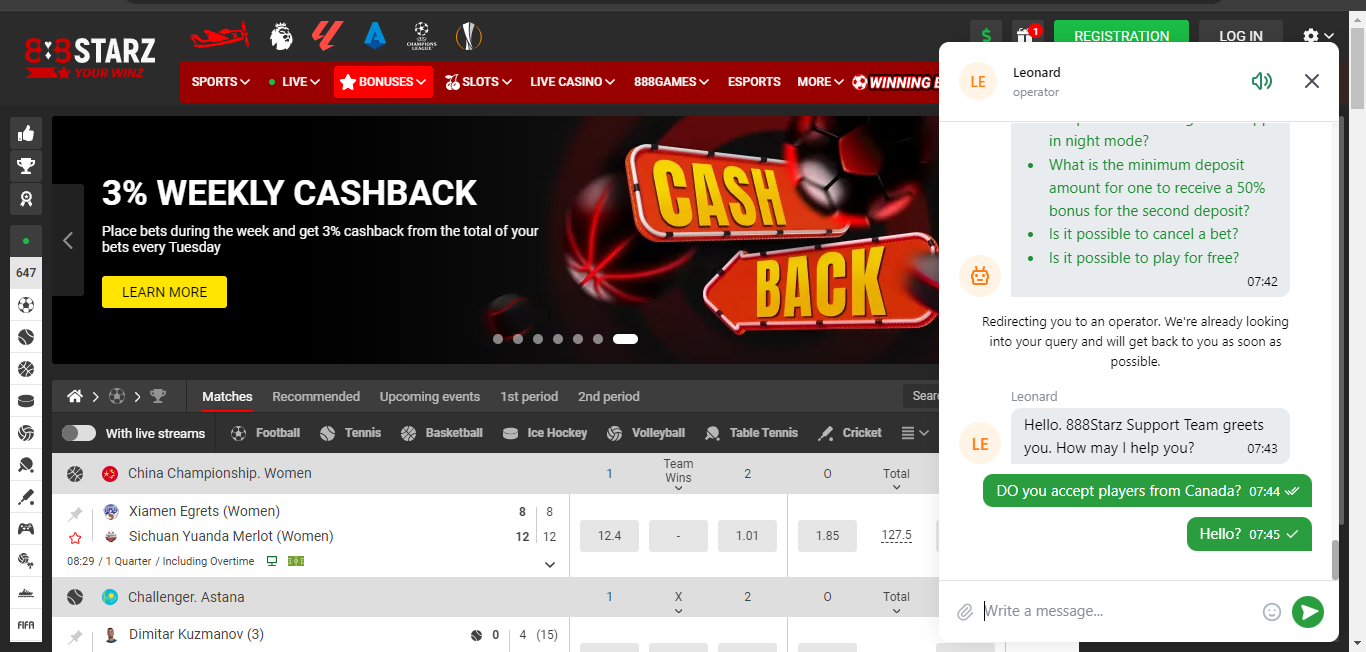 888STARZ
YOUR WINZ
CHAMPIONS
LEAGUE
$
1
REGISTRATION
LOG IN
SPORTS
LIVE
BONUSES
SLOTS
LIVE CASINO
888GAMES
ESPORTS
MORE
WINNING
3% WEEKLY CASHBACK
Place bets during the week and get 3% cashback from the total of your
bets every Tuesday
LEARN MORE
CASH
BACK
647
FIFA
Matches
Recommended
Upcoming events
1st period
2nd period
Sear
With live streams
Football
Tennis
Basketball
Ice Hockey
Volleyball
Table Tennis
Cricket
China Championship. Women
1
Team
Wins
2
O
Total
Xiamen Egrets (Women)
8 8
Sichuan Yuanda Merlot (Women)
12 12
08:29 / 1 Quarter / Including Overtime
12.4
-
1.01
1.85
127.5
Challenger. Astana
1
X
2
O
Total
Dimitar Kuzmanov (3)
0 4 (15)
LE
Leonard
operator
in night mode?
What is the minimum deposit
amount for one to receive a 50%
bonus for the second deposit?
Is it possible to cancel a bet?
Is it possible to play for free?
07:42
Redirecting you to an operator. We're already looking
into your query and will get back to you as soon as
possible.
Leonard
LE
Hello. 888Starz Support Team greets
you. How may I help you?
07:43
DO you accept players from Canada? 07:44
Hello? 07:45
Write a message...